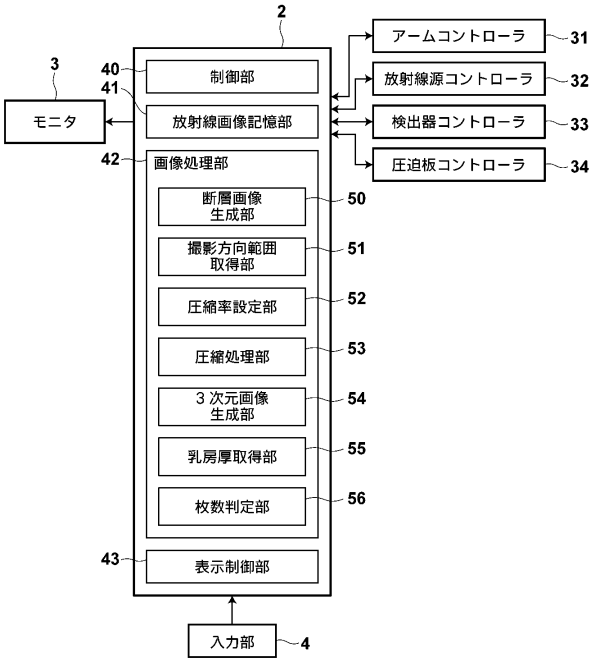 2
アームコントローラ
31
3
40
制御部
放射線源コントローラ
32
41
モニタ
放射線画像記憶部
検出器コントローラ
33
42
画像処理部
圧迫板コントローラ
34
断層画像
生成部
50
撮影方向範囲
取得部
51
圧縮率設定部
52
圧縮処理部
53
3次元画像
生成部
54
乳房厚取得部
55
枚数判定部
56
43
表示制御部
入力部
4